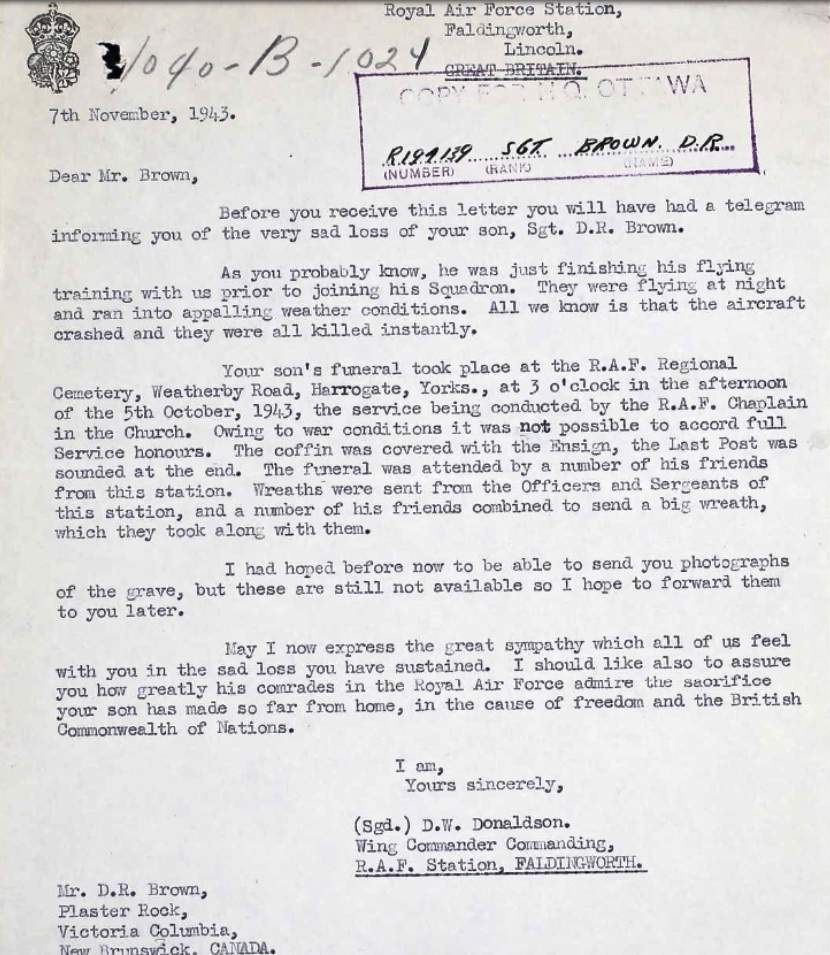 Royal Air Force Station,
Faldingworth,
Lincoln.
GREAT BRITAIN.
1040-B-1024
COPY FOR H.Q. OTTAWA
7th November, 1943.
R191139 SGT. BROWN. D.R.
(NUMBER) (RANK) (NAME)
Dear Mr. Brown,
Before you receive this letter you will have had a telegram
informing you of the very sad loss of your son, Sgt. D.R. Brown.
As you probably know, he was just finishing his flying
training with us prior to joining his Squadron. They were flying at night
and ran into appalling weather conditions. All we know is that the aircraft
crashed and they were all killed instantly.
Your son's funeral took place at the R.A.F. Regional
Cemetery, Weatherby Road, Harrogate, Yorks., at 3 o'clock in the afternoon
of the 5th October, 1943, the service being conducted by the R.A.F. Chaplain
in the Church. Owing to war conditions it was not possible to accord full
Service honours. The coffin was covered with the Ensign, the Last Post was
sounded at the end. The funeral was attended by a number of his friends
from this station. Wreaths were sent from the Officers and Sergeants of
this station, and a number of his friends combined to send a big wreath,
which they took along with them.
I had hoped before now to be able to send you photographs
of the grave, but these are still not available so I hope to forward them
to you later.
May I now express the great sympathy which all of us feel
with you in the sad loss you have sustained. I should like also to assure
you how greatly his comrades in the Royal Air Force admire the sacrifice
your son has made so far from home, in the cause of freedom and the British
Commonwealth of Nations.
I am,
Yours sincerely,
(Sgd.) D.W. Donaldson.
Wing Commander Commanding,
R.A.F. Station, FALDINGWORTH.
Mr. D.R. Brown,
Plaster Rock,
Victoria Columbia,
New Brunswick, CANADA.